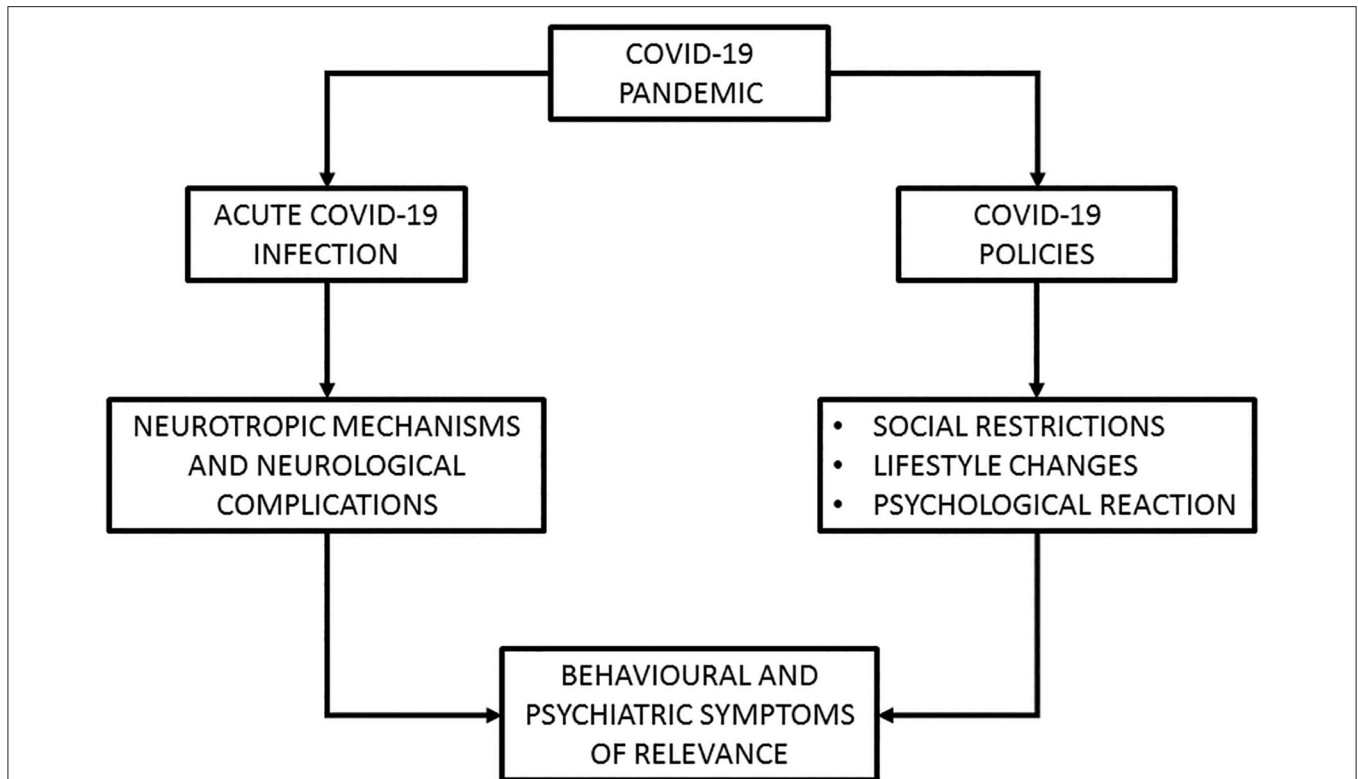 COVID-19
PANDEMIC
ACUTE COVID-19
INFECTION
COVID-19
POLICIES
NEUROTROPIC MECHANISMS
AND NEUROLOGICAL
COMPLICATIONS
• SOCIAL RESTRICTIONS
• LIFESTYLE CHANGES
• PSYCHOLOGICAL REACTION
BEHAVIOURAL AND
PSYCHIATRIC SYMPTOMS
OF RELEVANCE